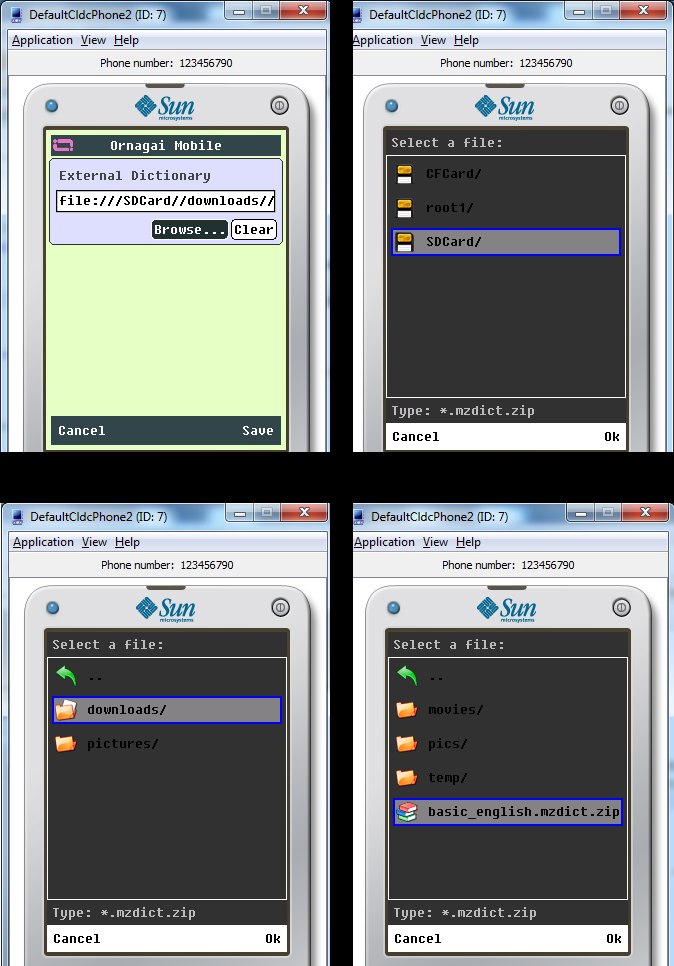 DefaultCldcPhone2 (ID: 7)
Application View Help
Phone number: 123456790
Sun
microsystems
Ornagai Mobile
External Dictionary
file:///SDCard//downloads//
Browse... Clear
Cancel Save
DefaultCldcPhone2 (ID: 7)
Application View Help
Phone number: 123456790
Sun
microsystems
Select a file:
CFCard/
root1/
SDCard/
Type: *.mzdict.zip
Cancel Ok
DefaultCldcPhone2 (ID: 7)
Application View Help
Phone number: 123456790
Sun
microsystems
Select a file:
..
downloads/
pictures/
Type: *.mzdict.zip
Cancel Ok
DefaultCldcPhone2 (ID: 7)
Application View Help
Phone number: 123456790
Sun
microsystems
Select a file:
..
movies/
pics/
temp/
basic_english.mzdict.zip
Type: *.mzdict.zip
Cancel Ok